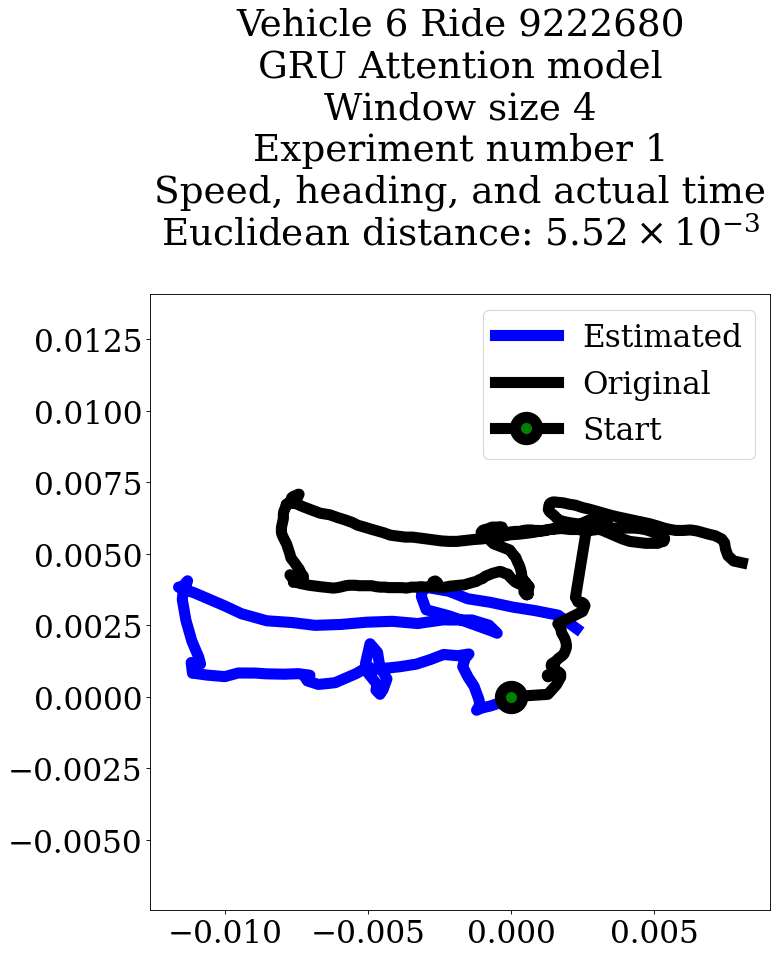 Vehicle 6 Ride 9222680
GRU Attention model
Window size 4
Experiment number 1
Speed, heading, and actual time
Euclidean distance: 5.52 × 10⁻³
Estimated
Original
Start
0.0125
0.0100
0.0075
0.0050
0.0025
0.0000
−0.0025
−0.0050
−0.010 −0.005 0.000 0.005